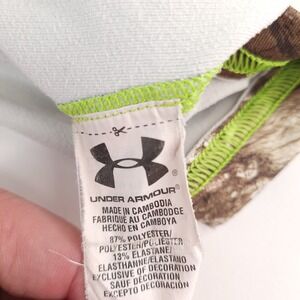 UNDER ARMOUR
MADE IN CAMBODIA
FABRIQUÉ AU CAMBODGE
HECHO EN CAMBOYA
87% POLYESTER/
POLYESTER/POLIÉSTER
13% ELASTANE/
ÉLASTHANNE/ELASTANO
EXCLUSIVE OF DECORATION
SAUF DÉCORATION
EXCEPTO DECORACIÓN